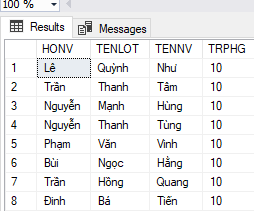 100 %
Results Messages
HONV TENLOT TENNV TRPHG
1 Lê Quỳnh Như 10
2 Trần Thanh Tâm 10
3 Nguyễn Mạnh Hùng 10
4 Nguyễn Thanh Tùng 10
5 Phạm Văn Vinh 10
6 Bùi Ngọc Hằng 10
7 Trần Hồng Quang 10
8 Đinh Bá Tiến 10